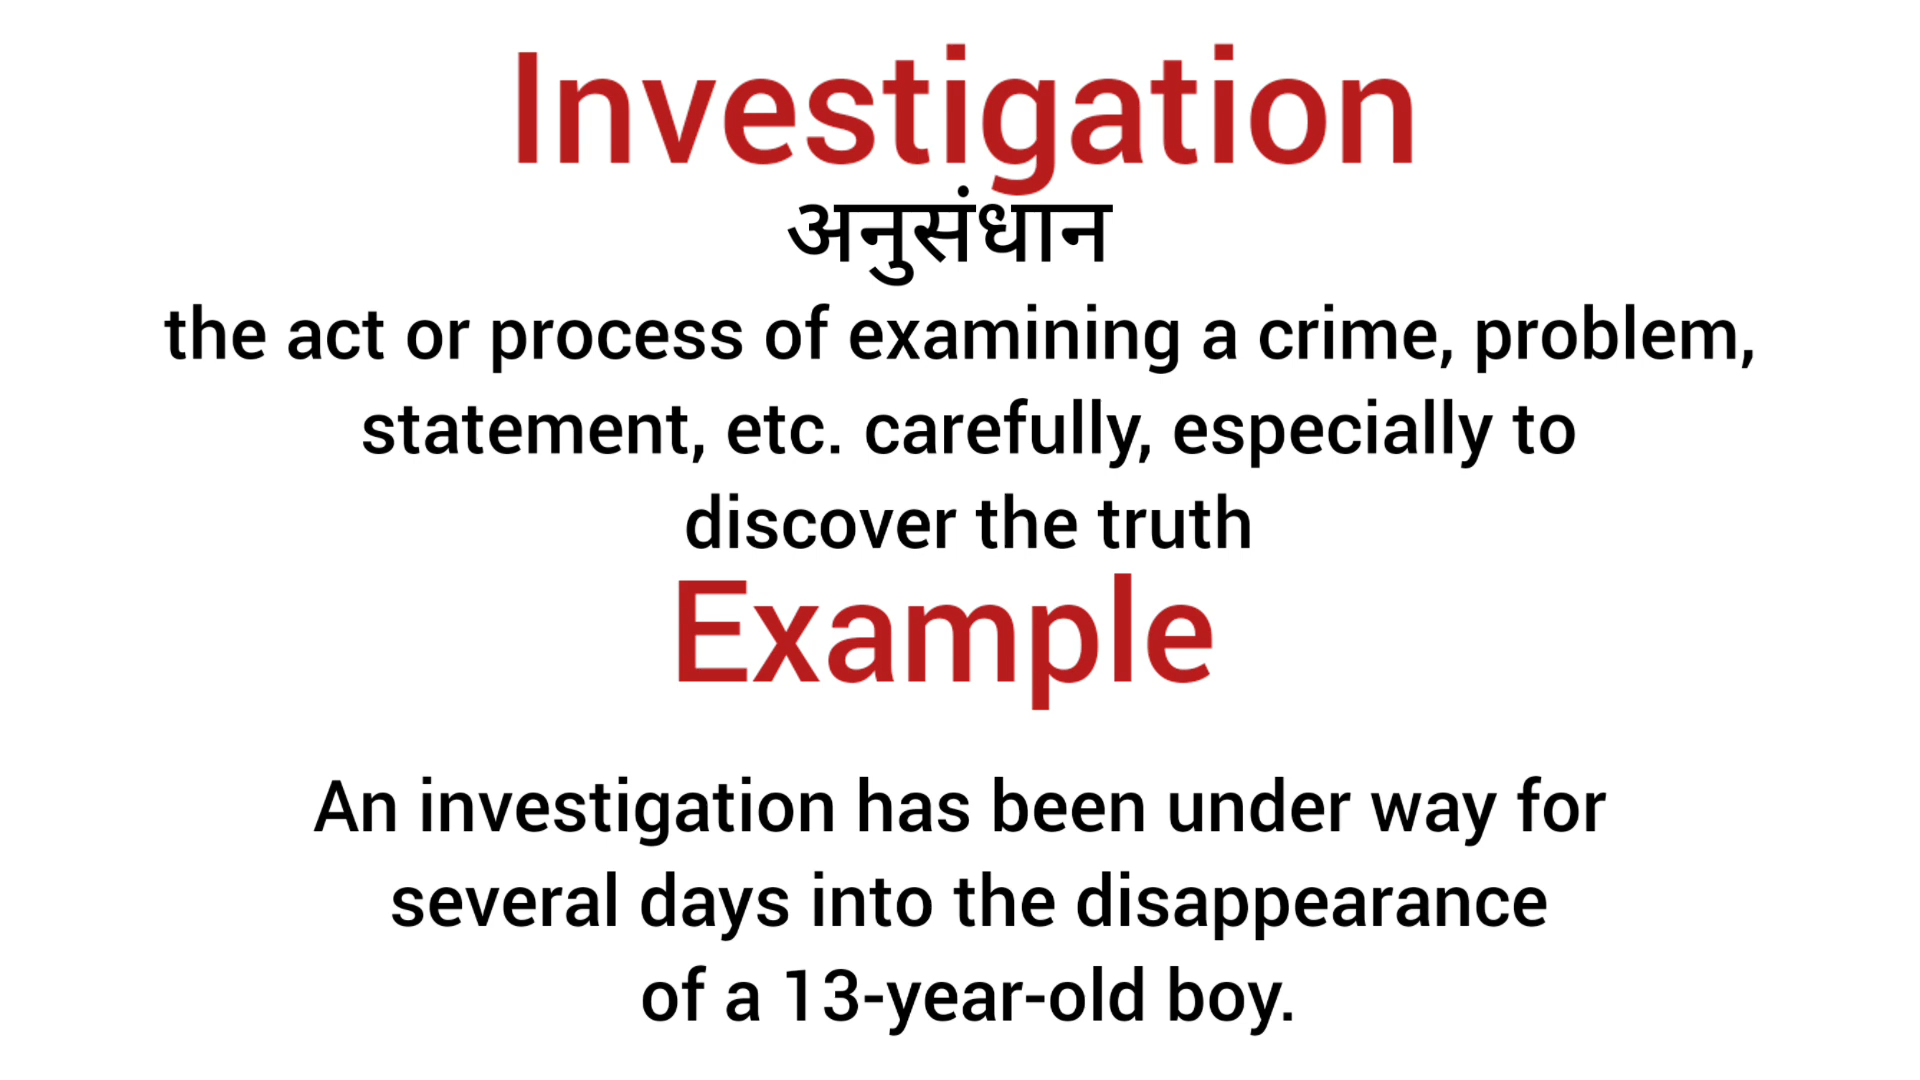 Investigation
अनुसंधान
the act or process of examining a crime, problem,
statement, etc. carefully, especially to
discover the truth
Example
An investigation has been under way for
several days into the disappearance
of a 13-year-old boy.